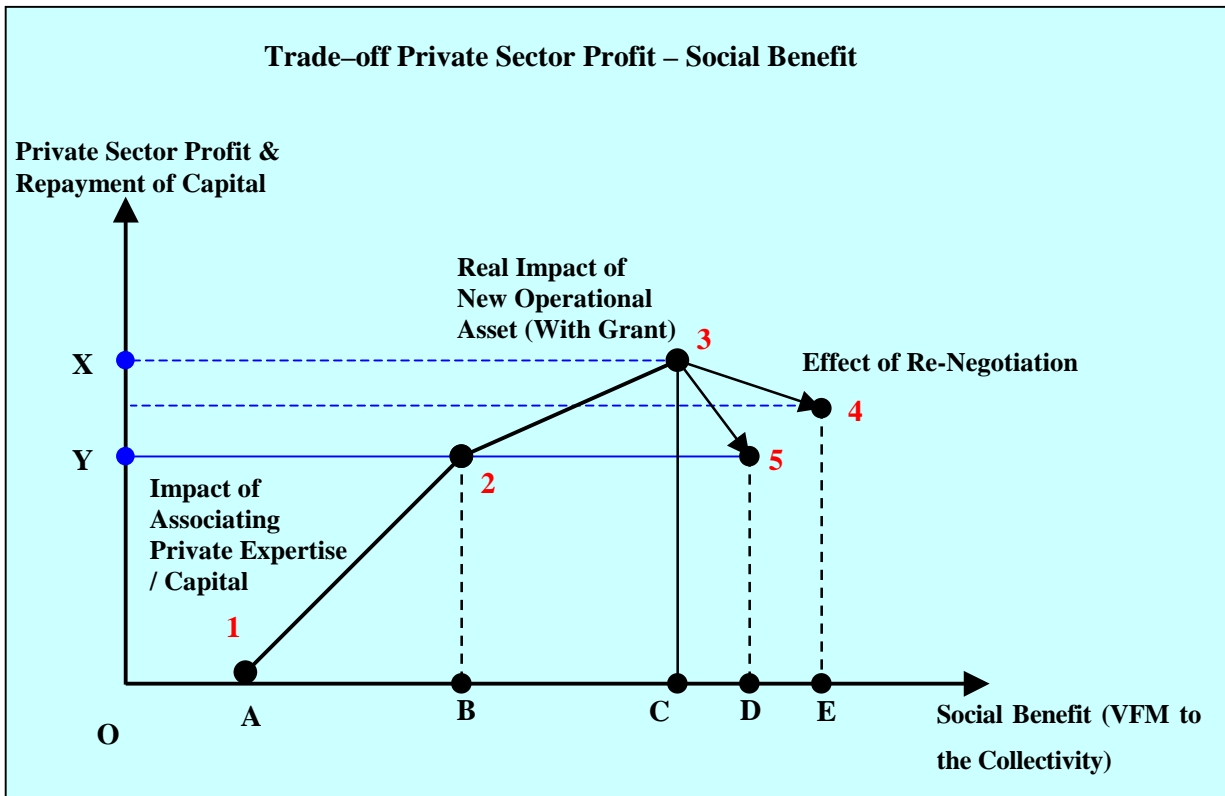 Trade–off Private Sector Profit – Social Benefit
Private Sector Profit &
Repayment of Capital
Real Impact of
New Operational
Asset (With Grant)
3
X
Effect of Re-Negotiation
4
Y
5
2
Impact of
Associating
Private Expertise
/ Capital
1
A
B
C
D
E
O
Social Benefit (VFM to
the Collectivity)